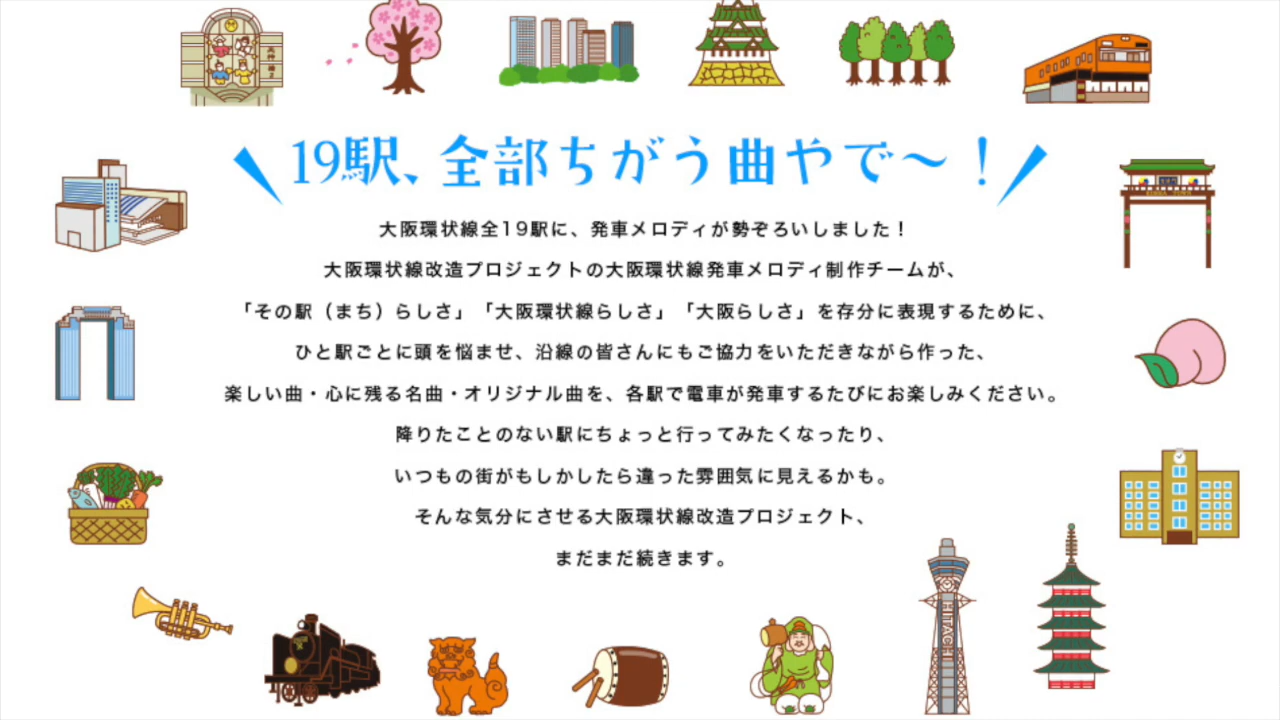 19駅、全部ちがう曲やで～！
大阪環状線全19駅に、発車メロディが勢ぞろいしました！
大阪環状線改造プロジェクトの大阪環状線発車メロディ制作チームが、
「その駅（まち）らしさ」「大阪環状線らしさ」「大阪らしさ」を存分に表現するために、
ひと駅ごとに頭を悩ませ、沿線の皆さんにもご協力をいただきながら作った、
楽しい曲・心に残る名曲・オリジナル曲を、各駅で電車が発車するたびにお楽しみください。
降りたことのない駅にちょっと行ってみたくなったり、
いつもの街がもしかしたら違った雰囲気に見えるかも。
そんな気分にさせる大阪環状線改造プロジェクト、
まだまだ続きます。
HITACHI